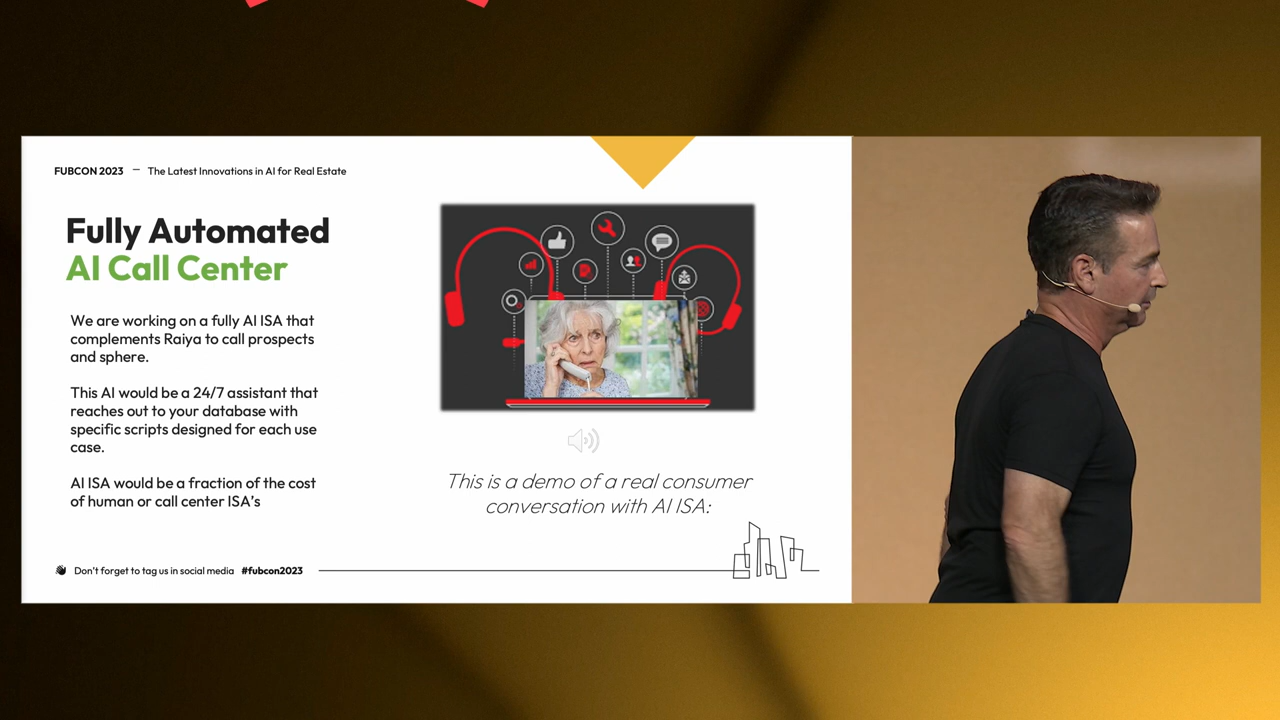 FUBCON 2023 — The Latest Innovations in AI for Real Estate
Fully Automated
AI Call Center
We are working on a fully AI ISA that
complements Raiya to call prospects
and sphere.
This AI would be a 24/7 assistant that
reaches out to your database with
specific scripts designed for each use
case.
AI ISA would be a fraction of the cost
of human or call center ISA's
This is a demo of a real consumer
conversation with AI ISA:
Don't forget to tag us in social media #fubcon2023